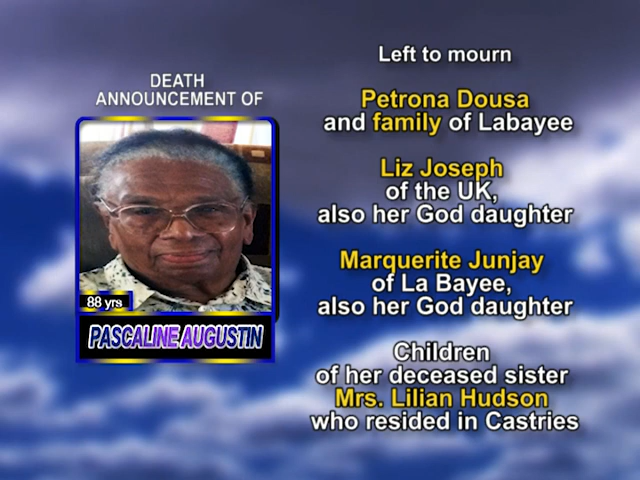 DEATH
ANNOUNCEMENT OF
88 yrs
PASCALINE AUGUSTIN
Left to mourn
Petrona Dousa
and family of Labayee
Liz Joseph
of the UK,
also her God daughter
Marquerite Junjay
of La Bayee,
also her God daughter
Children
of her deceased sister
Mrs. Lilian Hudson
who resided in Castries